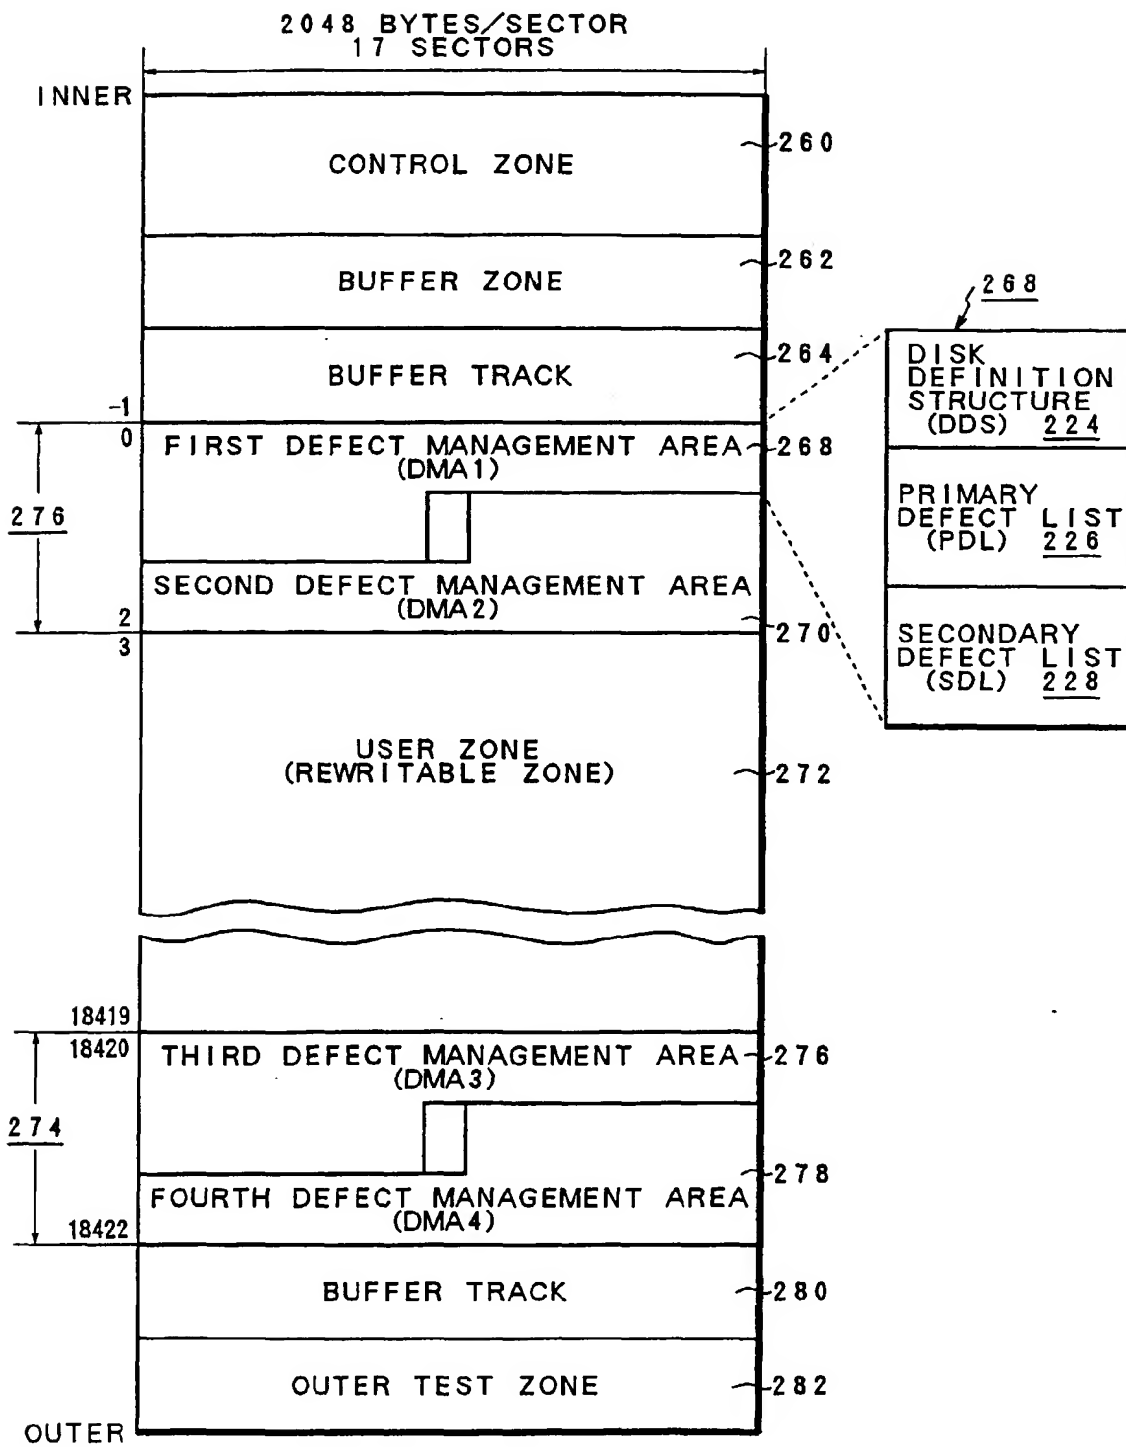 2048 BYTES/SECTOR
17 SECTORS
INNER
CONTROL ZONE
260
BUFFER ZONE
262
BUFFER TRACK
264
-1
0
FIRST DEFECT MANAGEMENT AREA
(DMA1)
268
276
SECOND DEFECT MANAGEMENT AREA
(DMA2)
270
2
3
268
DISK
DEFINITION
STRUCTURE
(DDS) 224
PRIMARY
DEFECT LIST
(PDL) 226
SECONDARY
DEFECT LIST
(SDL) 228
USER ZONE
(REWRITABLE ZONE)
272
18419
18420
THIRD DEFECT MANAGEMENT AREA
(DMA3)
276
274
278
FOURTH DEFECT MANAGEMENT AREA
(DMA4)
18422
BUFFER TRACK
280
OUTER TEST ZONE
282
OUTER